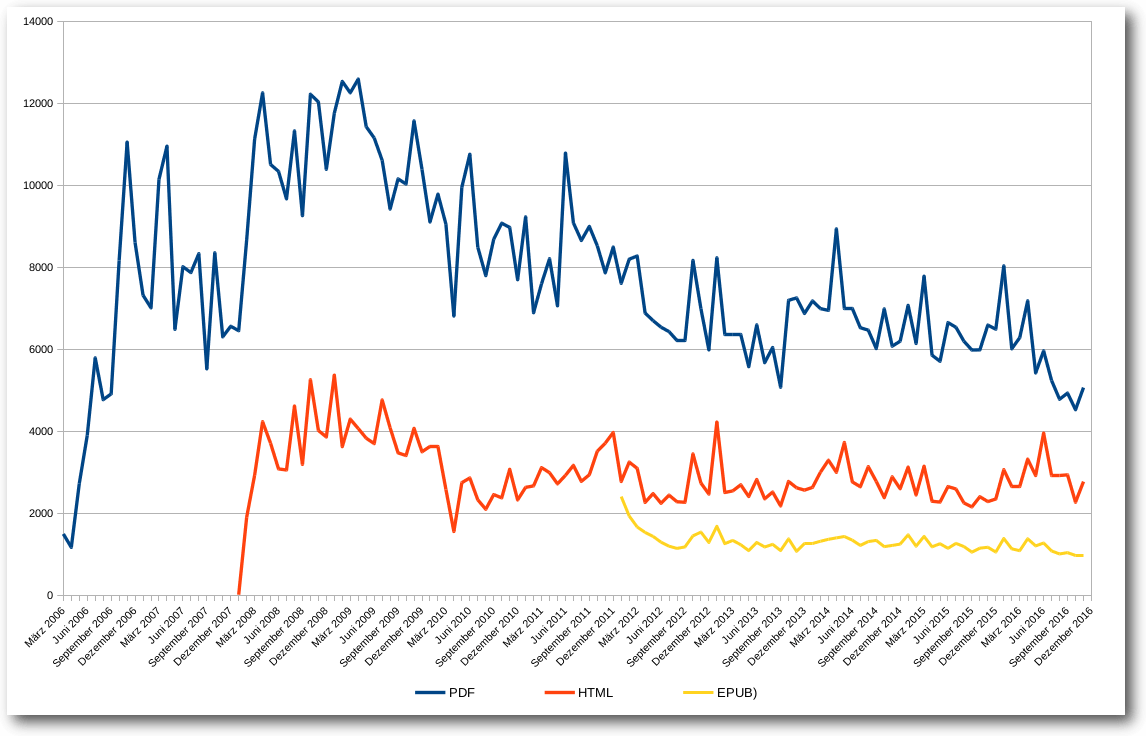 14000
12000
10000
8000
6000
4000
2000
0
März 2006
Juni 2006
September 2006
Dezember 2006
März 2007
Juni 2007
September 2007
Dezember 2007
März 2008
Juni 2008
September 2008
Dezember 2008
März 2009
Juni 2009
September 2009
Dezember 2009
März 2010
Juni 2010
September 2010
Dezember 2010
März 2011
Juni 2011
September 2011
Dezember 2011
März 2012
Juni 2012
September 2012
Dezember 2012
März 2013
Juni 2013
September 2013
Dezember 2013
März 2014
Juni 2014
September 2014
Dezember 2014
März 2015
Juni 2015
September 2015
Dezember 2015
März 2016
Juni 2016
September 2016
Dezember 2016
PDF HTML EPUB)